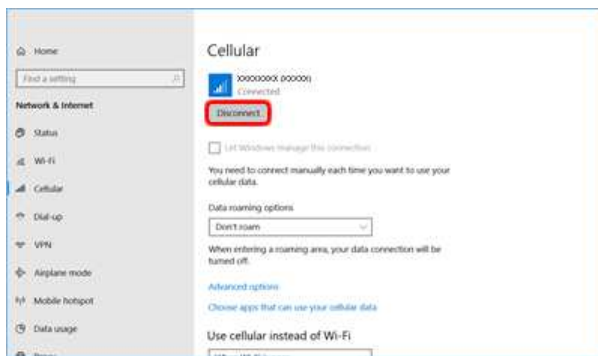 Home
Find a setting
Network & Internet
Status
Wi-Fi
Cellular
Dial-up
VPN
Airplane mode
Mobile hotspot
Data usage
Cellular
Connected
Disconnect
Let Windows manage this connection
You need to connect manually each time you want to use your
cellular data.
Data roaming options
Don't roam
When entering a roaming area, your data connection will be
turned off.
Advanced options
Choose apps that can use your cellular data
Use cellular instead of Wi-Fi